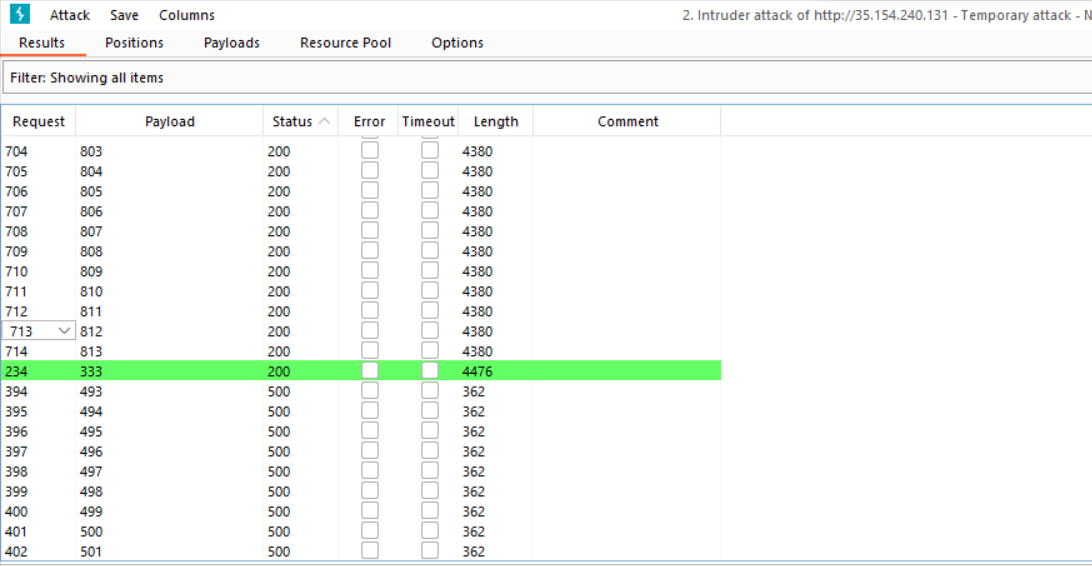 Attack Save Columns 2. Intruder attack of http://35.154.240.131 - Temporary attack - N
Results Positions Payloads Resource Pool Options
Filter: Showing all items
Request Payload Status Error Timeout Length Comment
704 803 200 4380
705 804 200 4380
706 805 200 4380
707 806 200 4380
708 807 200 4380
709 808 200 4380
710 809 200 4380
711 810 200 4380
712 811 200 4380
713 812 200 4380
714 813 200 4380
234 333 200 4476
394 493 500 362
395 494 500 362
396 495 500 362
397 496 500 362
398 497 500 362
399 498 500 362
400 499 500 362
401 500 500 362
402 501 500 362